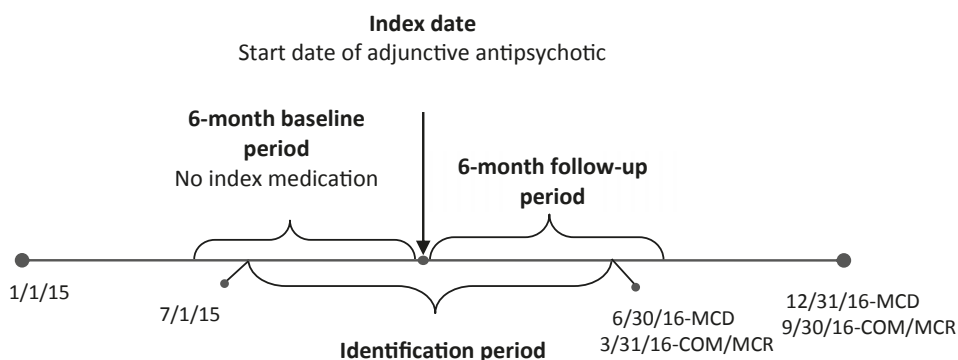 Index date
Start date of adjunctive antipsychotic
6-month baseline
period
No index medication
6-month follow-up
period
1/1/15
7/1/15
6/30/16-MCD
3/31/16-COM/MCR
12/31/16-MCD
9/30/16-COM/MCR
Identification period